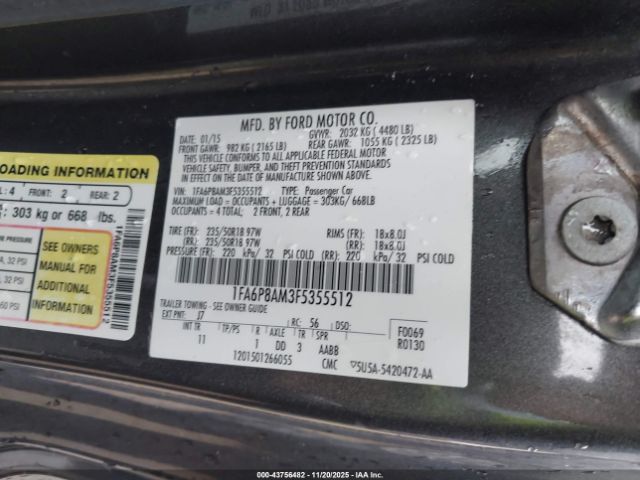 MFD. BY FORD MOTOR CO.
DATE: 01/15 GVWR: 2032 KG ( 4480 LB)
FRONT GAWR: 982 KG ( 2165 LB) REAR GAWR: 1055 KG ( 2325 LB)
THIS VEHICLE CONFORMS TO ALL APPLICABLE FEDERAL MOTOR
VEHICLE SAFETY, BUMPER, AND THEFT PREVENTION STANDARDS
IN EFFECT ON THE DATE OF MANUFACTURE SHOWN ABOVE.
VIN: 1FA6P8AM3F5355512 TYPE: Passenger Car
MAXIMUM LOAD = OCCUPANTS + LUGGAGE = 303KG/ 668LB
OCCUPANTS = 4 TOTAL: 2 FRONT, 2 REAR
TIRE (FR): 235/50R18 97W RIMS (FR): 18x8.0J
(RR): 235/50R18 97W (RR): 18x8.0J
PRESSURE (FR): 220 kPa/ 32 PSI COLD (RR): 220 kPa/ 32 PSI COLD
1FA6P8AM3F5355512
TRAILER TOWING - SEE OWNER GUIDE
EXT PNT: J7 RC: 56 DSO: F0069
INT TR TP/PS R AXLE TR SPR R0130
11 1 DD 3 AABB
1201501266055 CMC 5U5A-5420472-AA
LOADING INFORMATION
: 4 FRONT: 2 REAR: 2
: 303 kg or 668 lbs.
SEE OWNERS
MANUAL FOR
ADDITIONAL
INFORMATION
A, 32 PSI
, 32 PSI
60 PSI
1FA6P8AM3F5355512
000-43756482 - 11/20/2025 - IAA Inc.